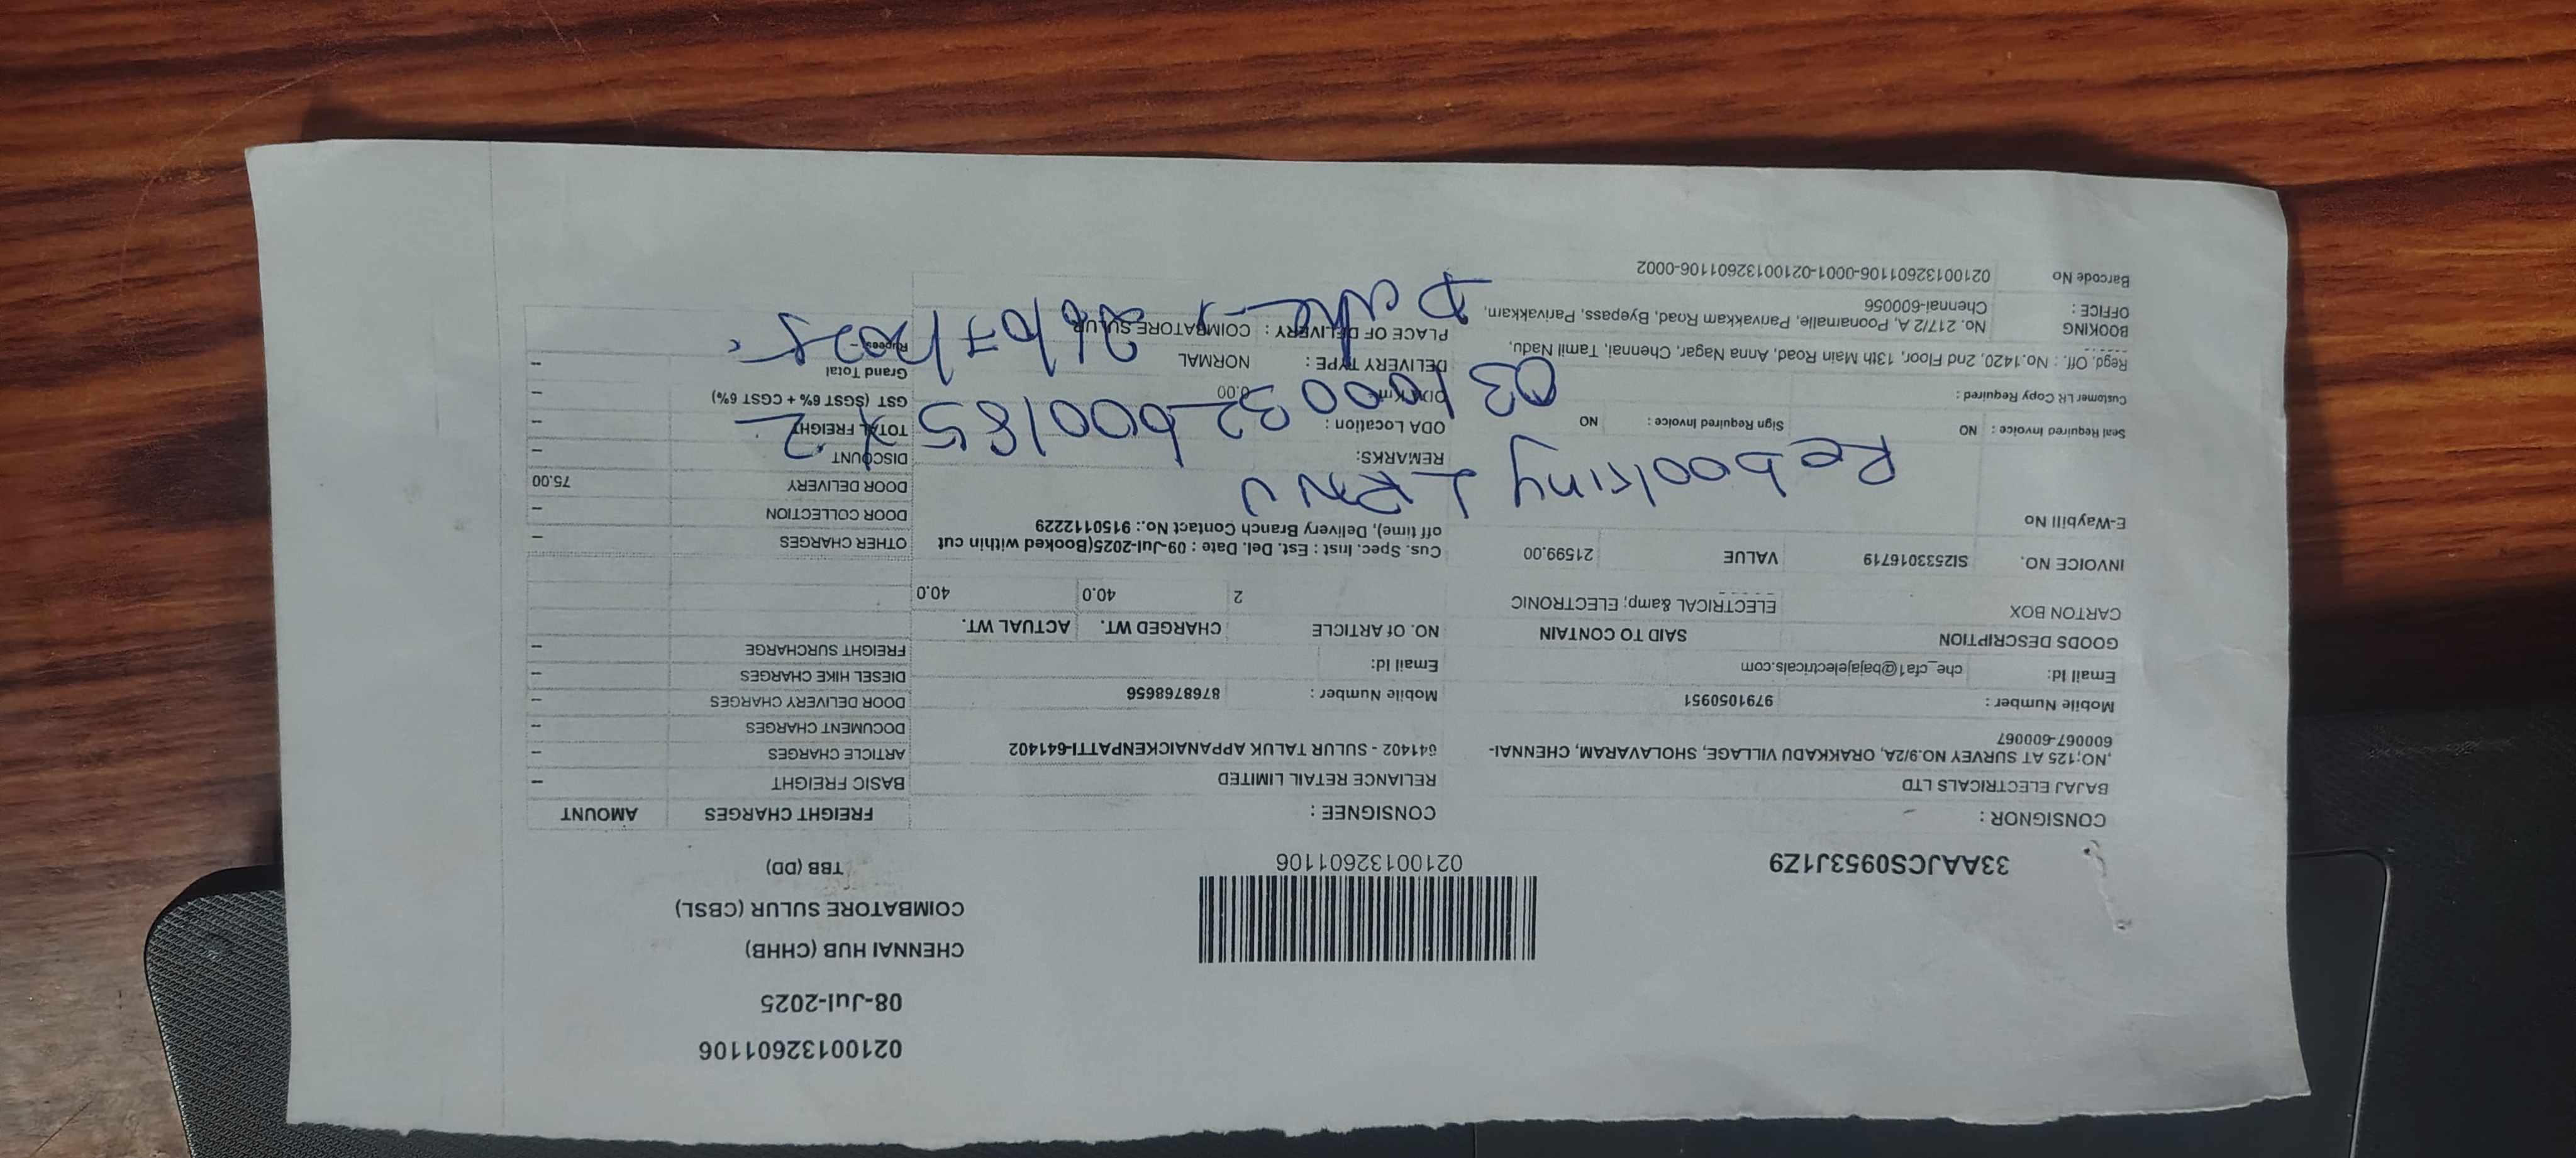 02100132601106
08-Jul-2025
CHENNAI HUB (CHHB)
COIMBATORE SULUR (CBSL)
TBB (DD)
33AAJCS0953J1Z9
02100132601106
CONSIGNOR :
BAJAJ ELECTRICALS LTD
,NO;125 AT SURVEY NO.9/2A, ORAKKADU VILLAGE, SHOLAVARAM, CHENNAI-
600067-600067
Mobile Number : 9791050951
Email Id: che_cfa1@bajajelectricals.com
CONSIGNEE :
RELIANCE RETAIL LIMITED
641402 - SULUR TALUK APPANAICKENPATTI-641402
Mobile Number : 8768768656
Email Id:
FREIGHT CHARGES AMOUNT
BASIC FREIGHT –
ARTICLE CHARGES –
DOCUMENT CHARGES –
DOOR DELIVERY CHARGES –
DIESEL HIKE CHARGES –
FREIGHT SURCHARGE –
GOODS DESCRIPTION SAID TO CONTAIN NO. Of ARTICLE CHARGED WT. ACTUAL WT.
CARTON BOX ELECTRICAL &amp; ELECTRONIC 2 40.0 40.0
INVOICE NO. SI2533016719 VALUE 21599.00
Cus. Spec. Inst : Est. Del. Date : 09-Jul-2025(Booked within cut
off time), Delivery Branch Contact No.: 9150112229
OTHER CHARGES –
DOOR COLLECTION –
DOOR DELIVERY 75.00
DISCOUNT –
TOTAL FREIGHT –
GST (SGST 6% + CGST 6%) –
Grand Total –
Rupees) –
E-Waybill No
Rebooking LRNU
REMARKS:
Seal Required Invoice : NO Sign Required Invoice : NO
ODA Location :
0.00
Customer LR Copy Required :
DELIVERY TYPE : NORMAL
Regd. Off. : No.1420, 2nd Floor, 13th Main Road, Anna Nagar, Chennai, Tamil Nadu,
PLACE OF DELIVERY : COIMBATORE SULUR
BOOKING OFFICE : No. 217/2 A, Poonamalle, Parivakkam Road, Byepass, Parivakkam,
Chennai-600056
26/07/2025
Barcode No 02100132601106-0001-02100132601106-0002